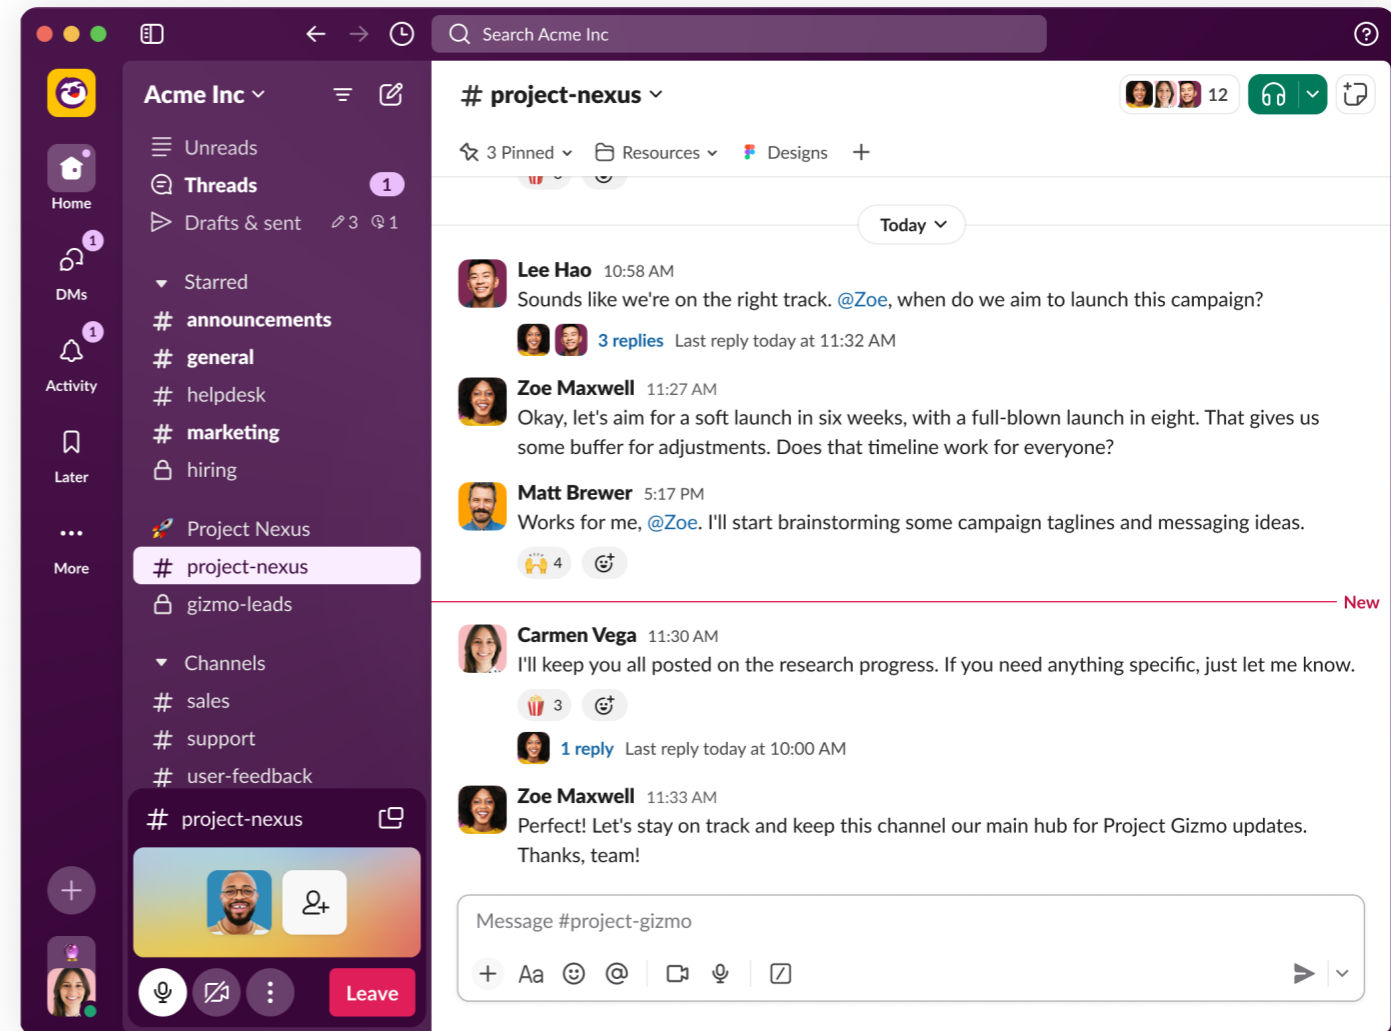 Search Acme Inc
Home
DMs
1
Activity
1
Later
More
Acme Inc
Unreads
Threads 1
Drafts & sent 3 1
Starred
# announcements
# general
# helpdesk
# marketing
hiring
Project Nexus
# project-nexus
gizmo-leads
Channels
# sales
# support
# user-feedback
# project-nexus
Leave
# project-nexus
12
3 Pinned Resources Designs +
Today
Lee Hao 10:58 AM
Sounds like we're on the right track. @Zoe, when do we aim to launch this campaign?
3 replies Last reply today at 11:32 AM
Zoe Maxwell 11:27 AM
Okay, let's aim for a soft launch in six weeks, with a full-blown launch in eight. That gives us
some buffer for adjustments. Does that timeline work for everyone?
Matt Brewer 5:17 PM
Works for me, @Zoe. I'll start brainstorming some campaign taglines and messaging ideas.
4
New
Carmen Vega 11:30 AM
I'll keep you all posted on the research progress. If you need anything specific, just let me know.
3
1 reply Last reply today at 10:00 AM
Zoe Maxwell 11:33 AM
Perfect! Let's stay on track and keep this channel our main hub for Project Gizmo updates.
Thanks, team!
Message #project-gizmo
+ Aa @